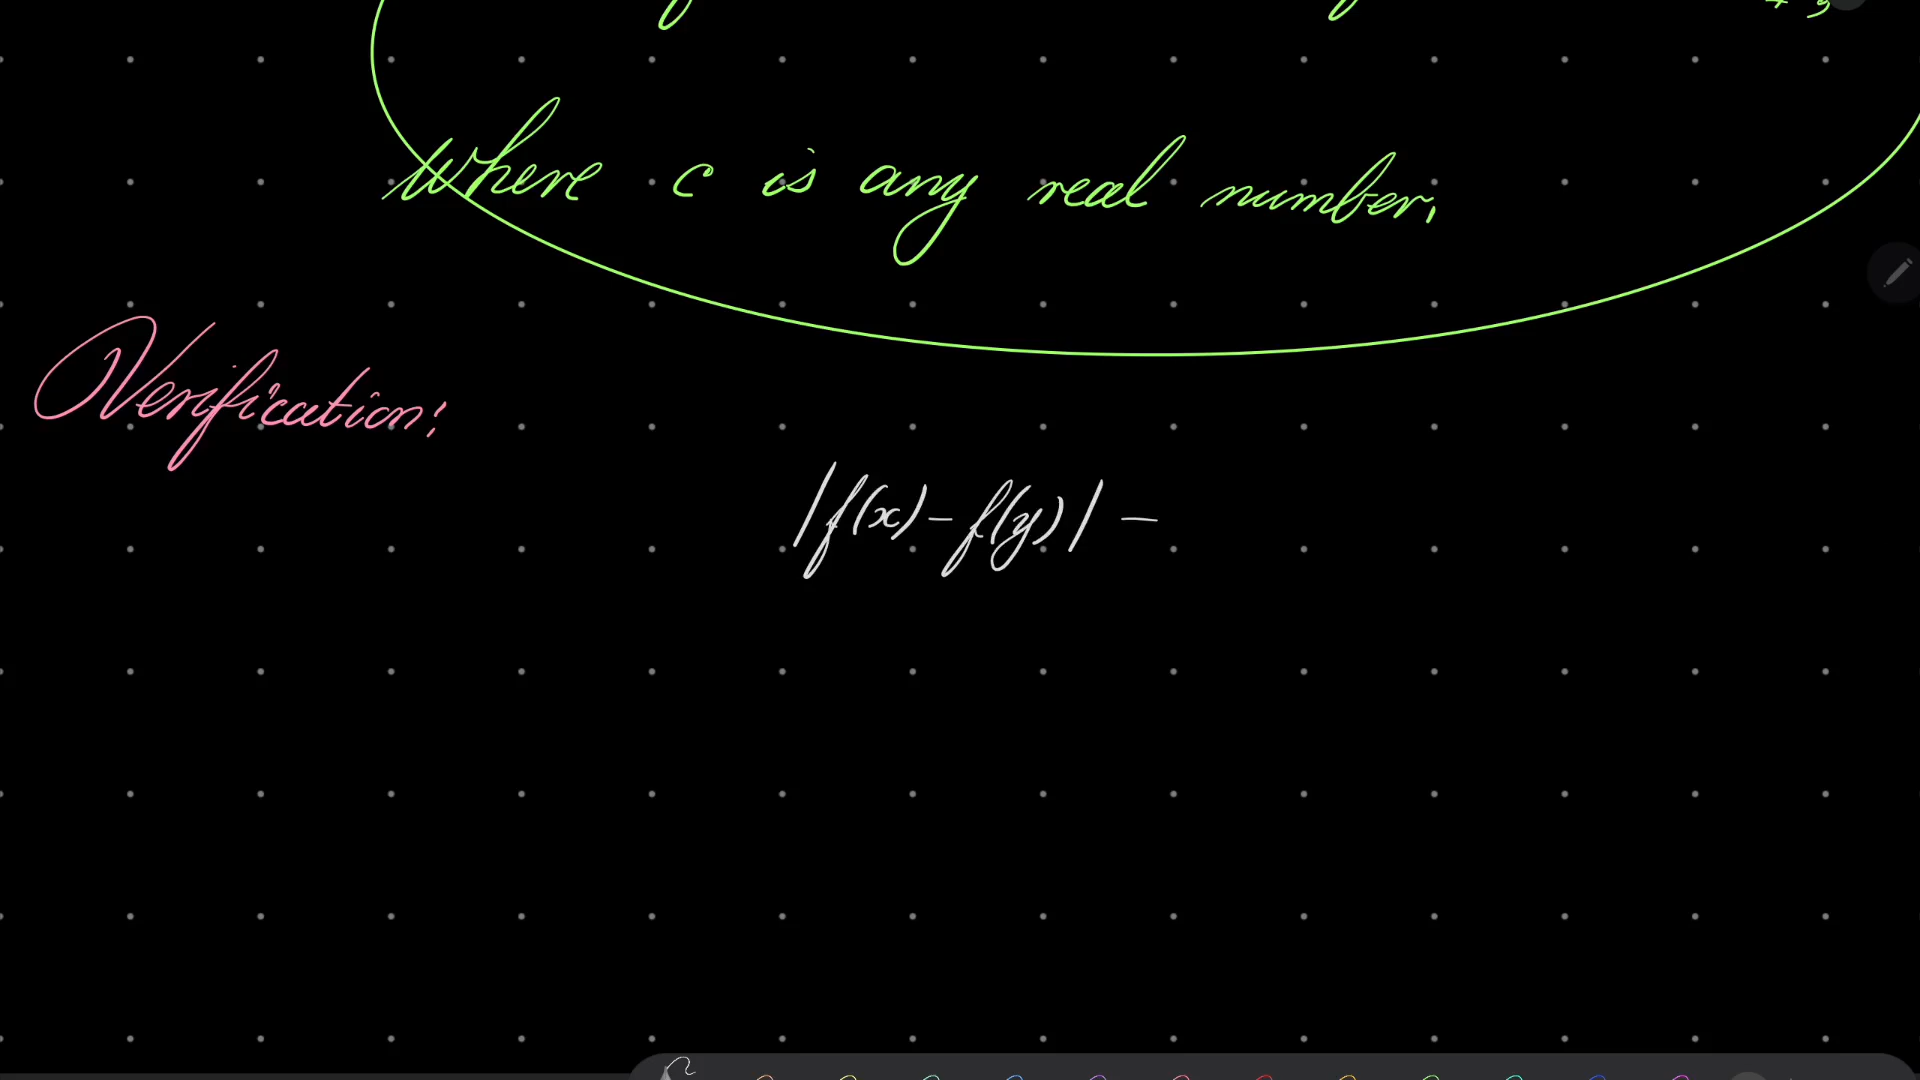 Where c is any real number.
Verification:
|f(x)-f(y)| -